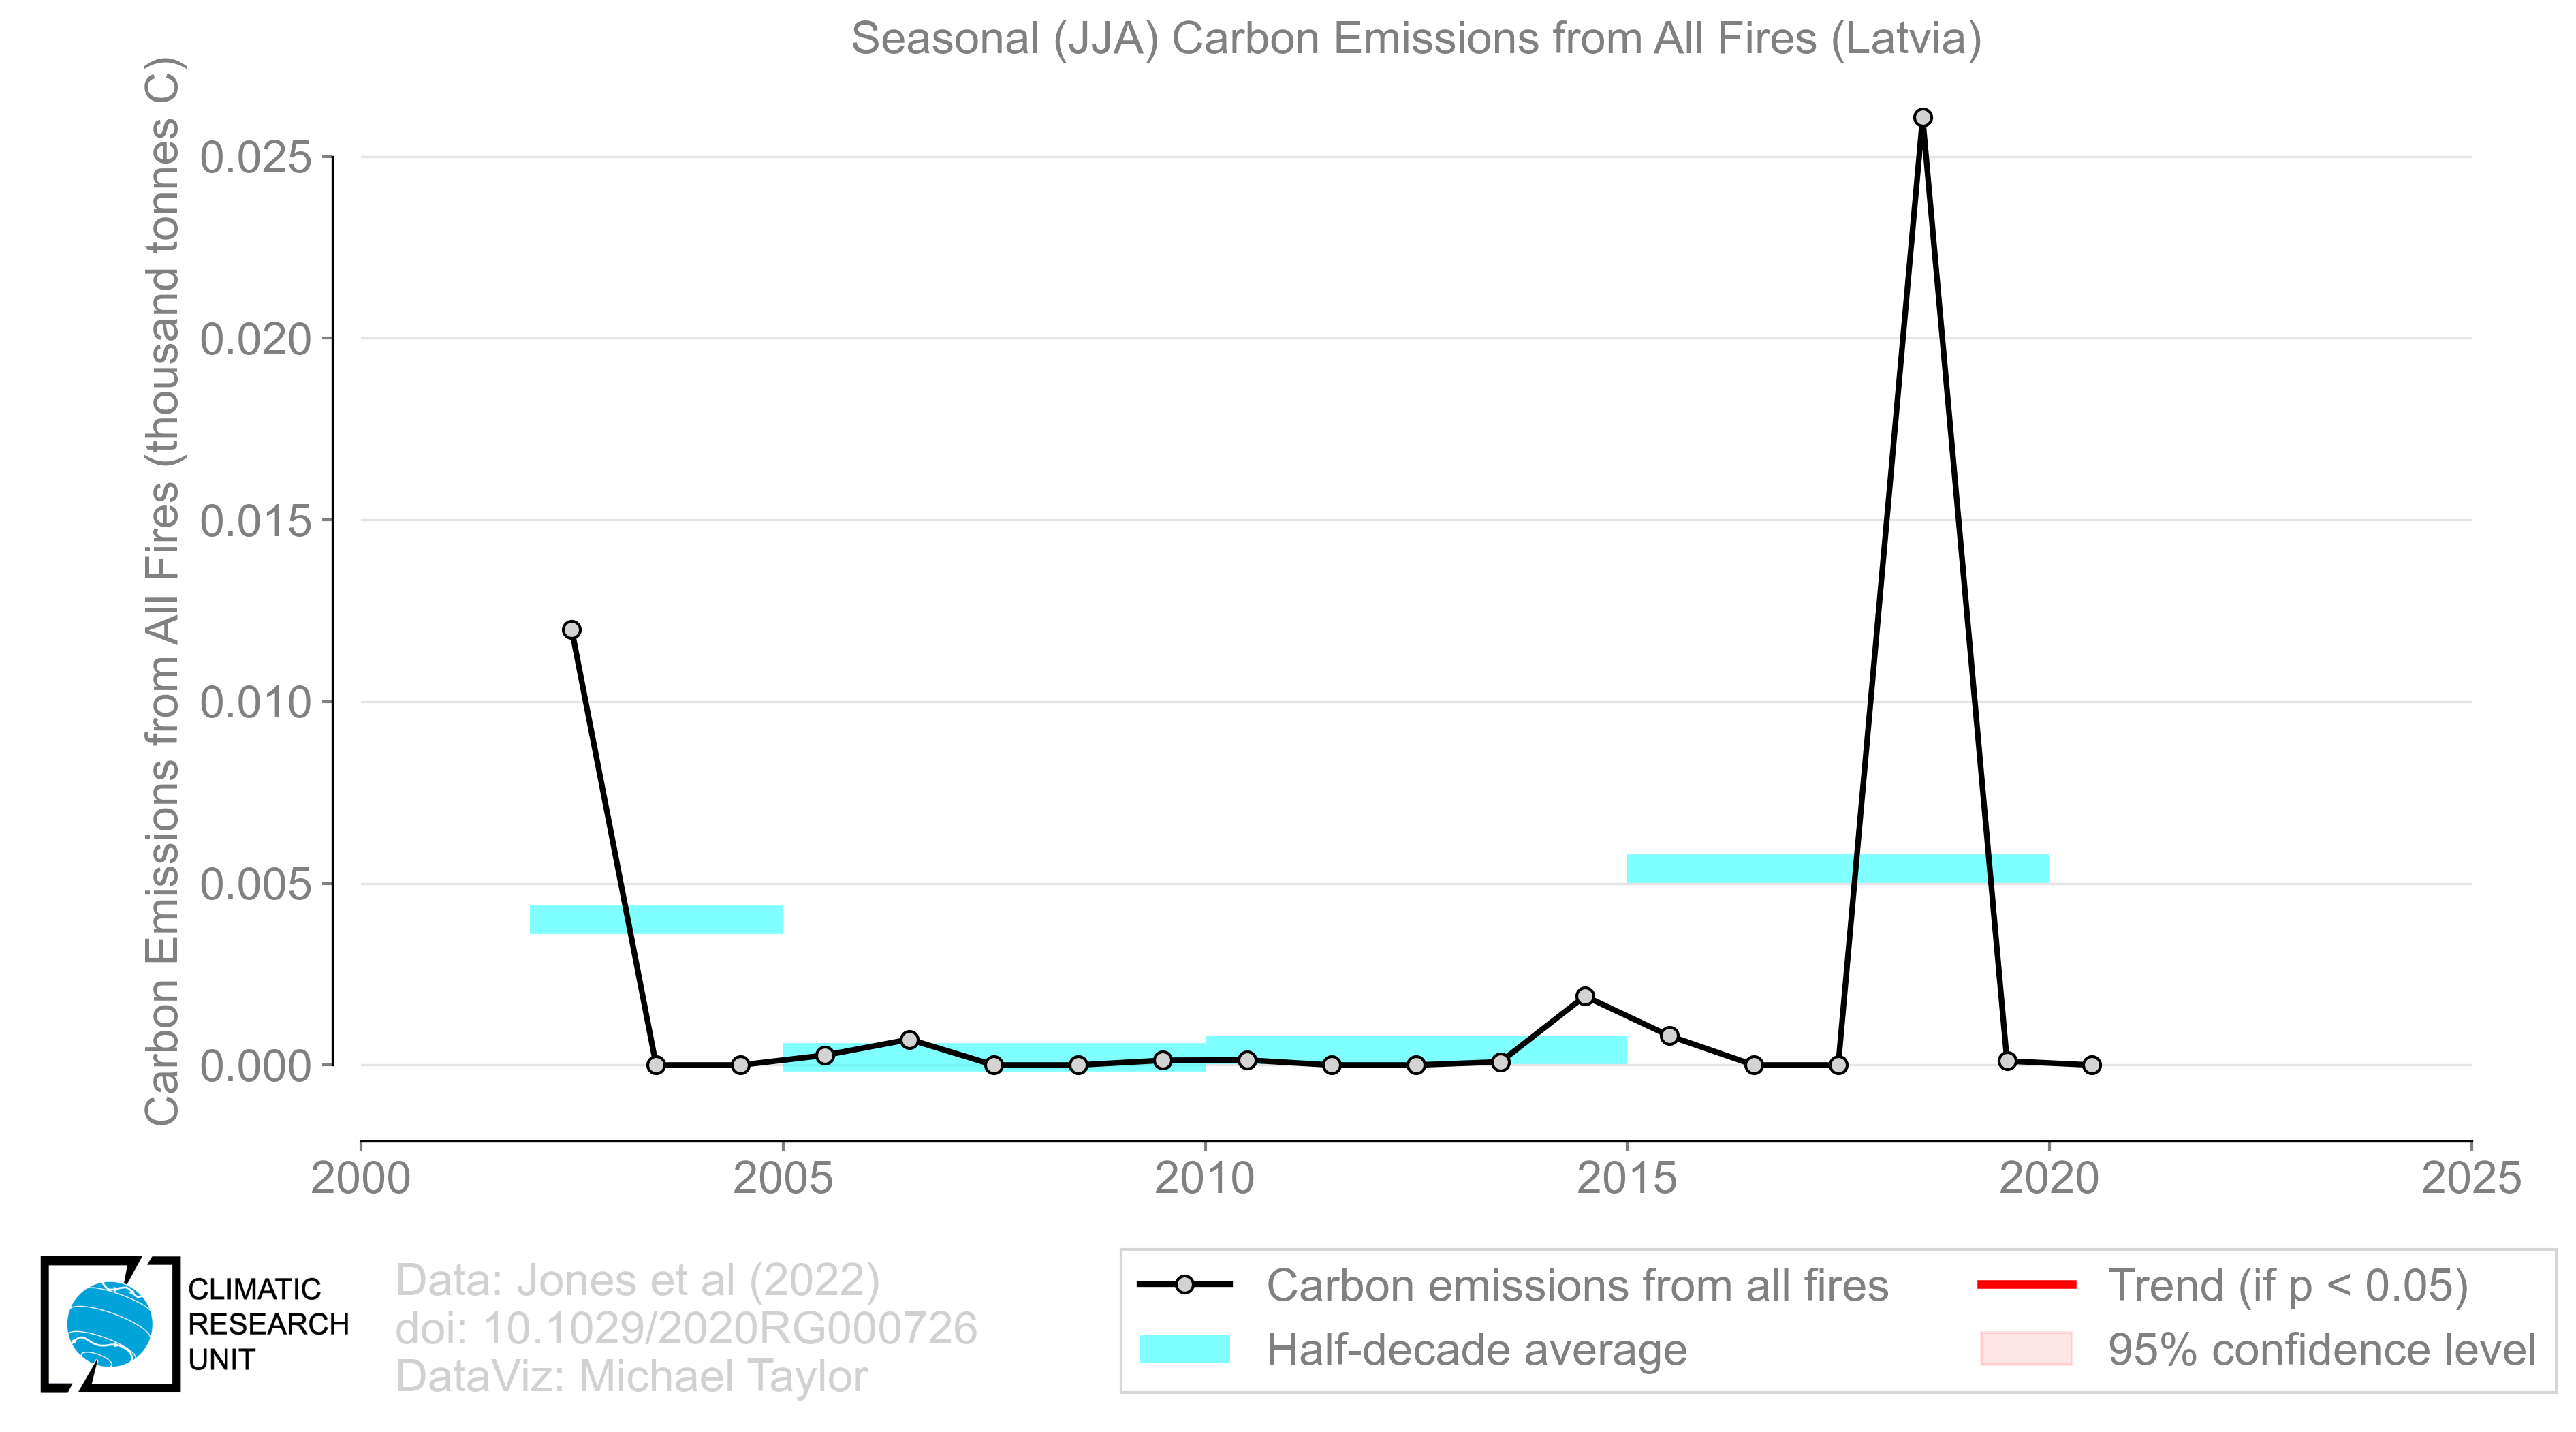 Seasonal (JJA) Carbon Emissions from All Fires (Latvia)
Carbon Emissions from All Fires (thousand tonnes C)
0.025
0.020
0.015
0.010
0.005
0.000
2000 2005 2010 2015 2020 2025
CLIMATIC
RESEARCH
UNIT
Data: Jones et al (2022)
doi: 10.1029/2020RG000726
DataViz: Michael Taylor
Carbon emissions from all fires
Half-decade average
Trend (if p < 0.05)
95% confidence level